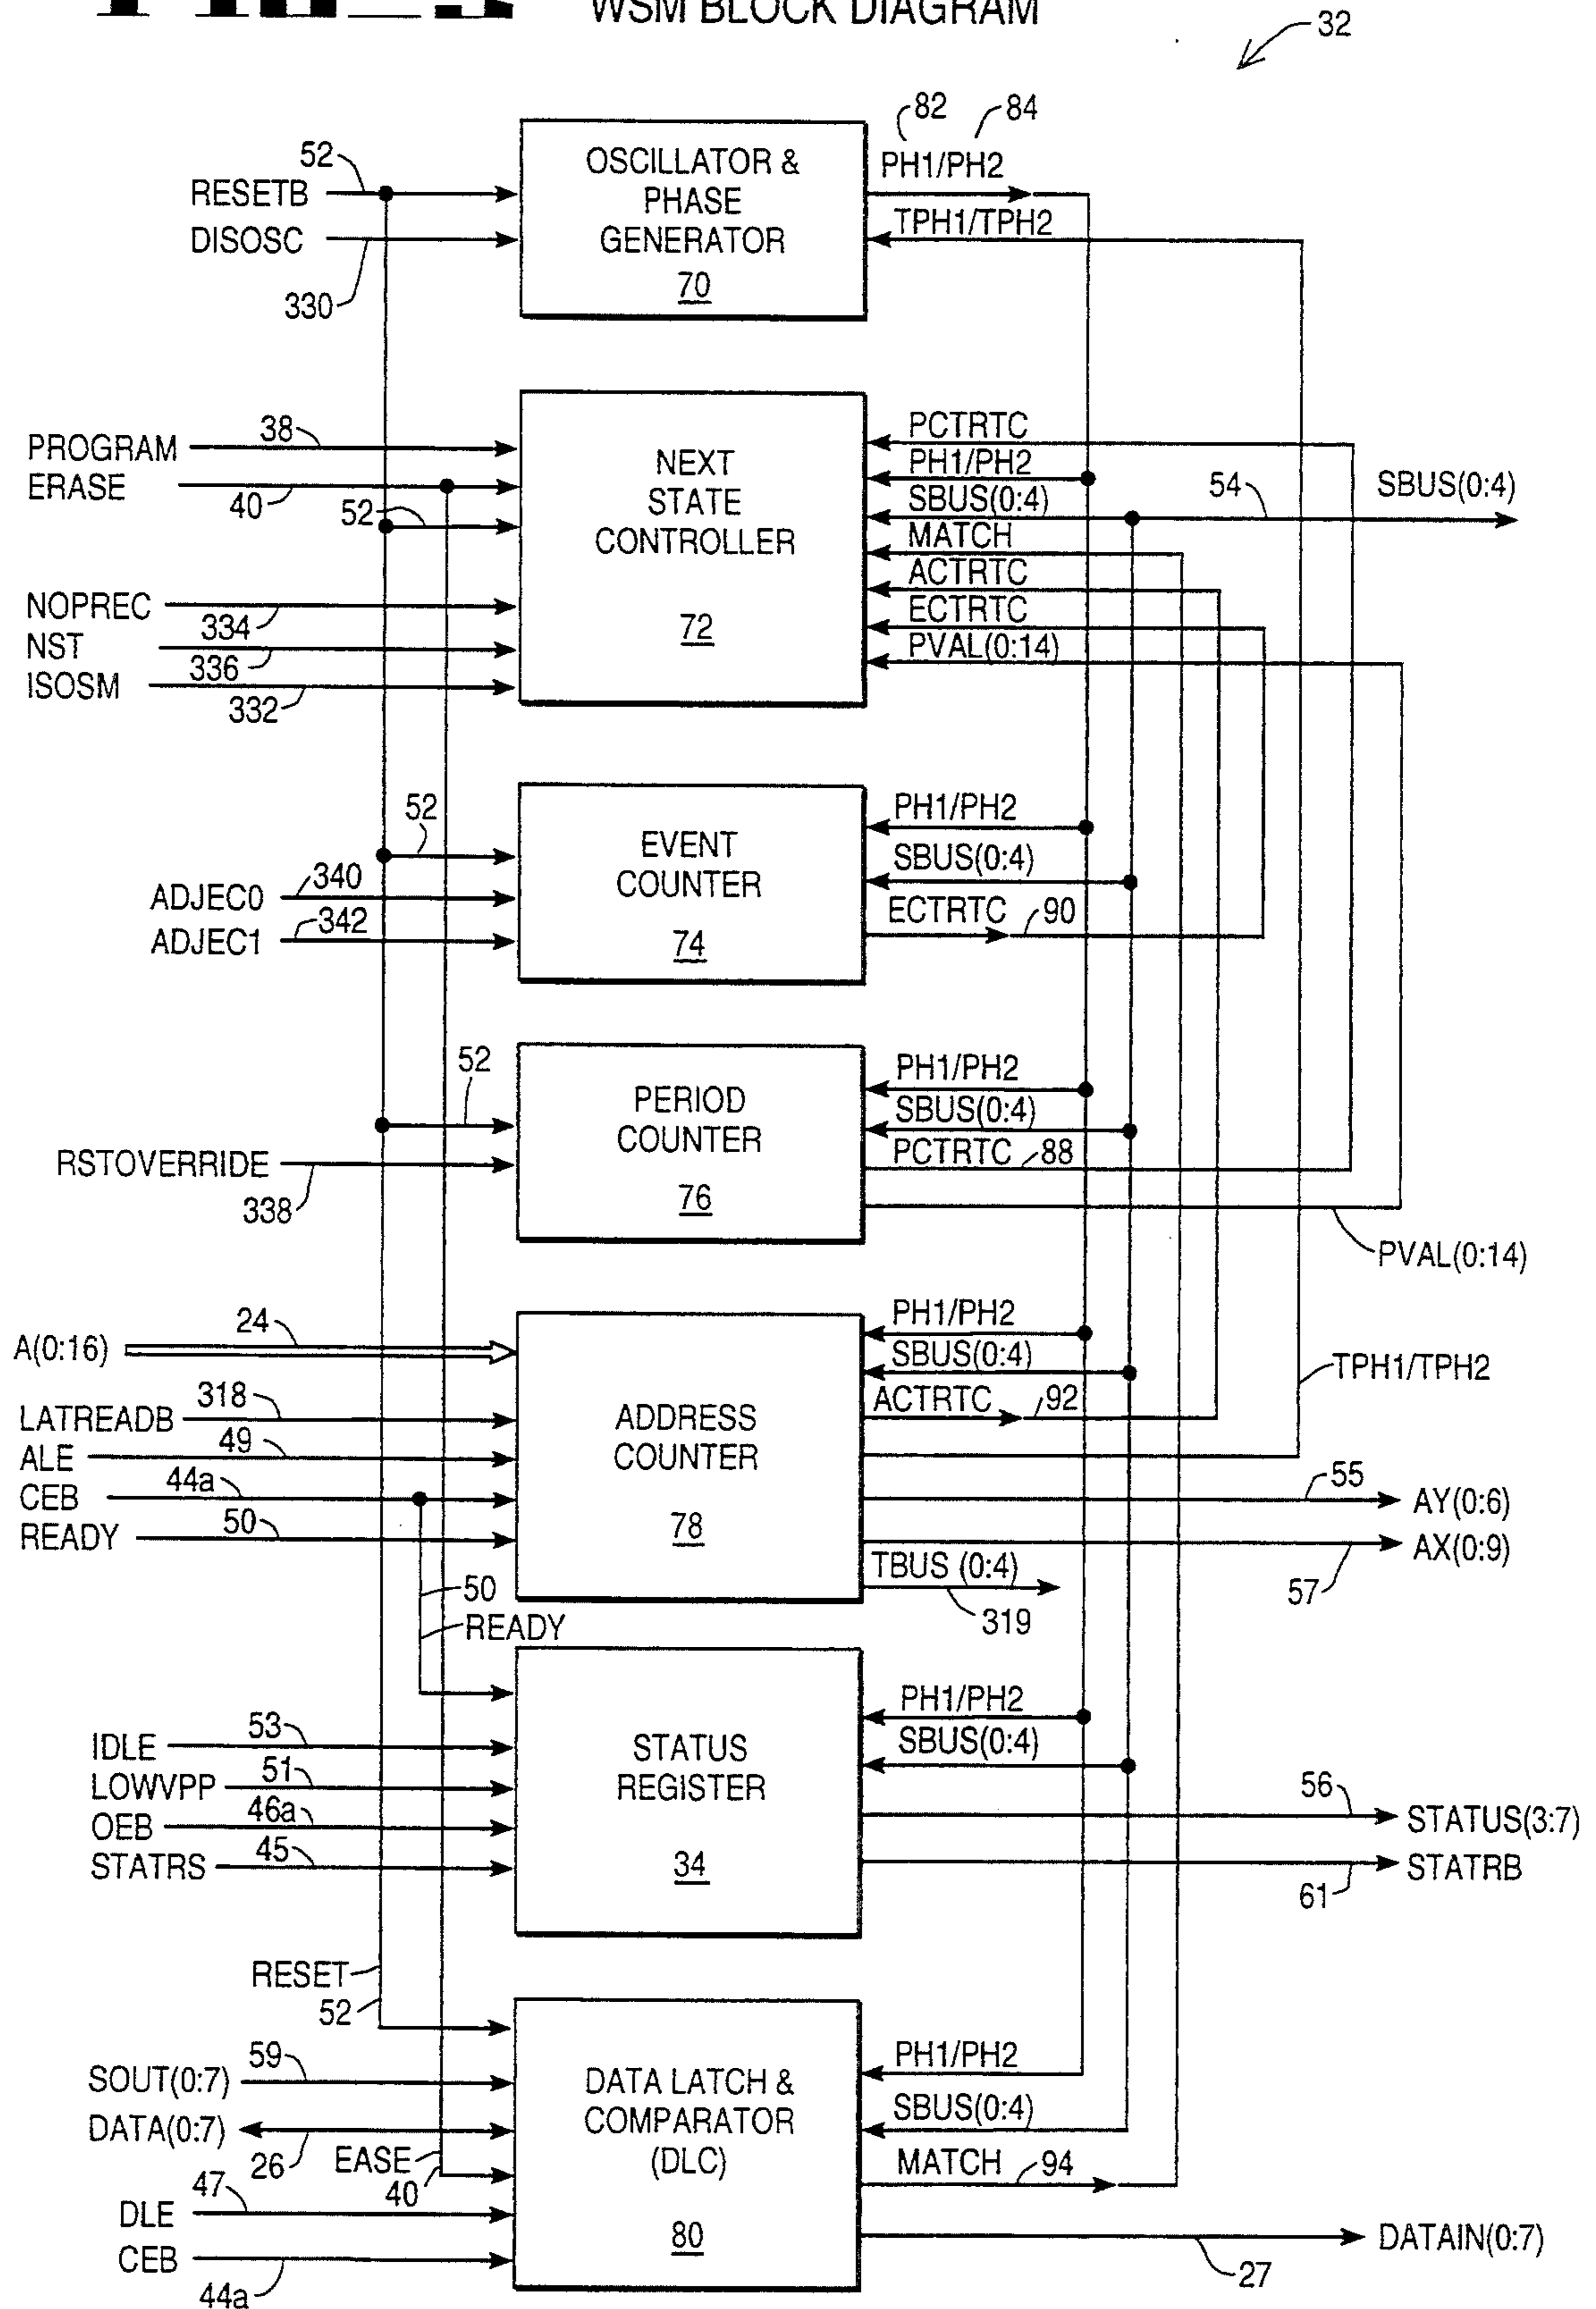 WSM BLOCK DIAGRAM
32
82
84
52
RESETB
DISOSC
330
OSCILLATOR &
PHASE
GENERATOR
70
PH1/PH2
TPH1/TPH2
PROGRAM
38
ERASE
40
52
NOPREC
334
NST
336
ISOSM
332
NEXT
STATE
CONTROLLER
72
PCTRTC
PH1/PH2
SBUS(0:4)
54
SBUS(0:4)
MATCH
ACTRTC
ECTRTC
PVAL(0:14)
52
ADJEC0
340
ADJEC1
342
EVENT
COUNTER
74
PH1/PH2
SBUS(0:4)
ECTRTC
90
52
RSTOVERRIDE
338
PERIOD
COUNTER
76
PH1/PH2
SBUS(0:4)
PCTRTC
88
PVAL(0:14)
A(0:16)
24
LATREADB
318
ALE
49
CEB
44a
READY
50
ADDRESS
COUNTER
78
PH1/PH2
SBUS(0:4)
ACTRTC
92
TPH1/TPH2
55
AY(0:6)
AX(0:9)
57
TBUS (0:4)
319
50
READY
IDLE
53
LOWVPP
51
OEB
46a
STATRS
45
STATUS
REGISTER
34
PH1/PH2
SBUS(0:4)
56
STATUS(3:7)
STATRB
61
RESET
52
SOUT(0:7)
59
DATA(0:7)
26
EASE
40
DLE
47
CEB
44a
DATA LATCH &
COMPARATOR
(DLC)
80
PH1/PH2
SBUS(0:4)
MATCH
94
DATAIN(0:7)
27